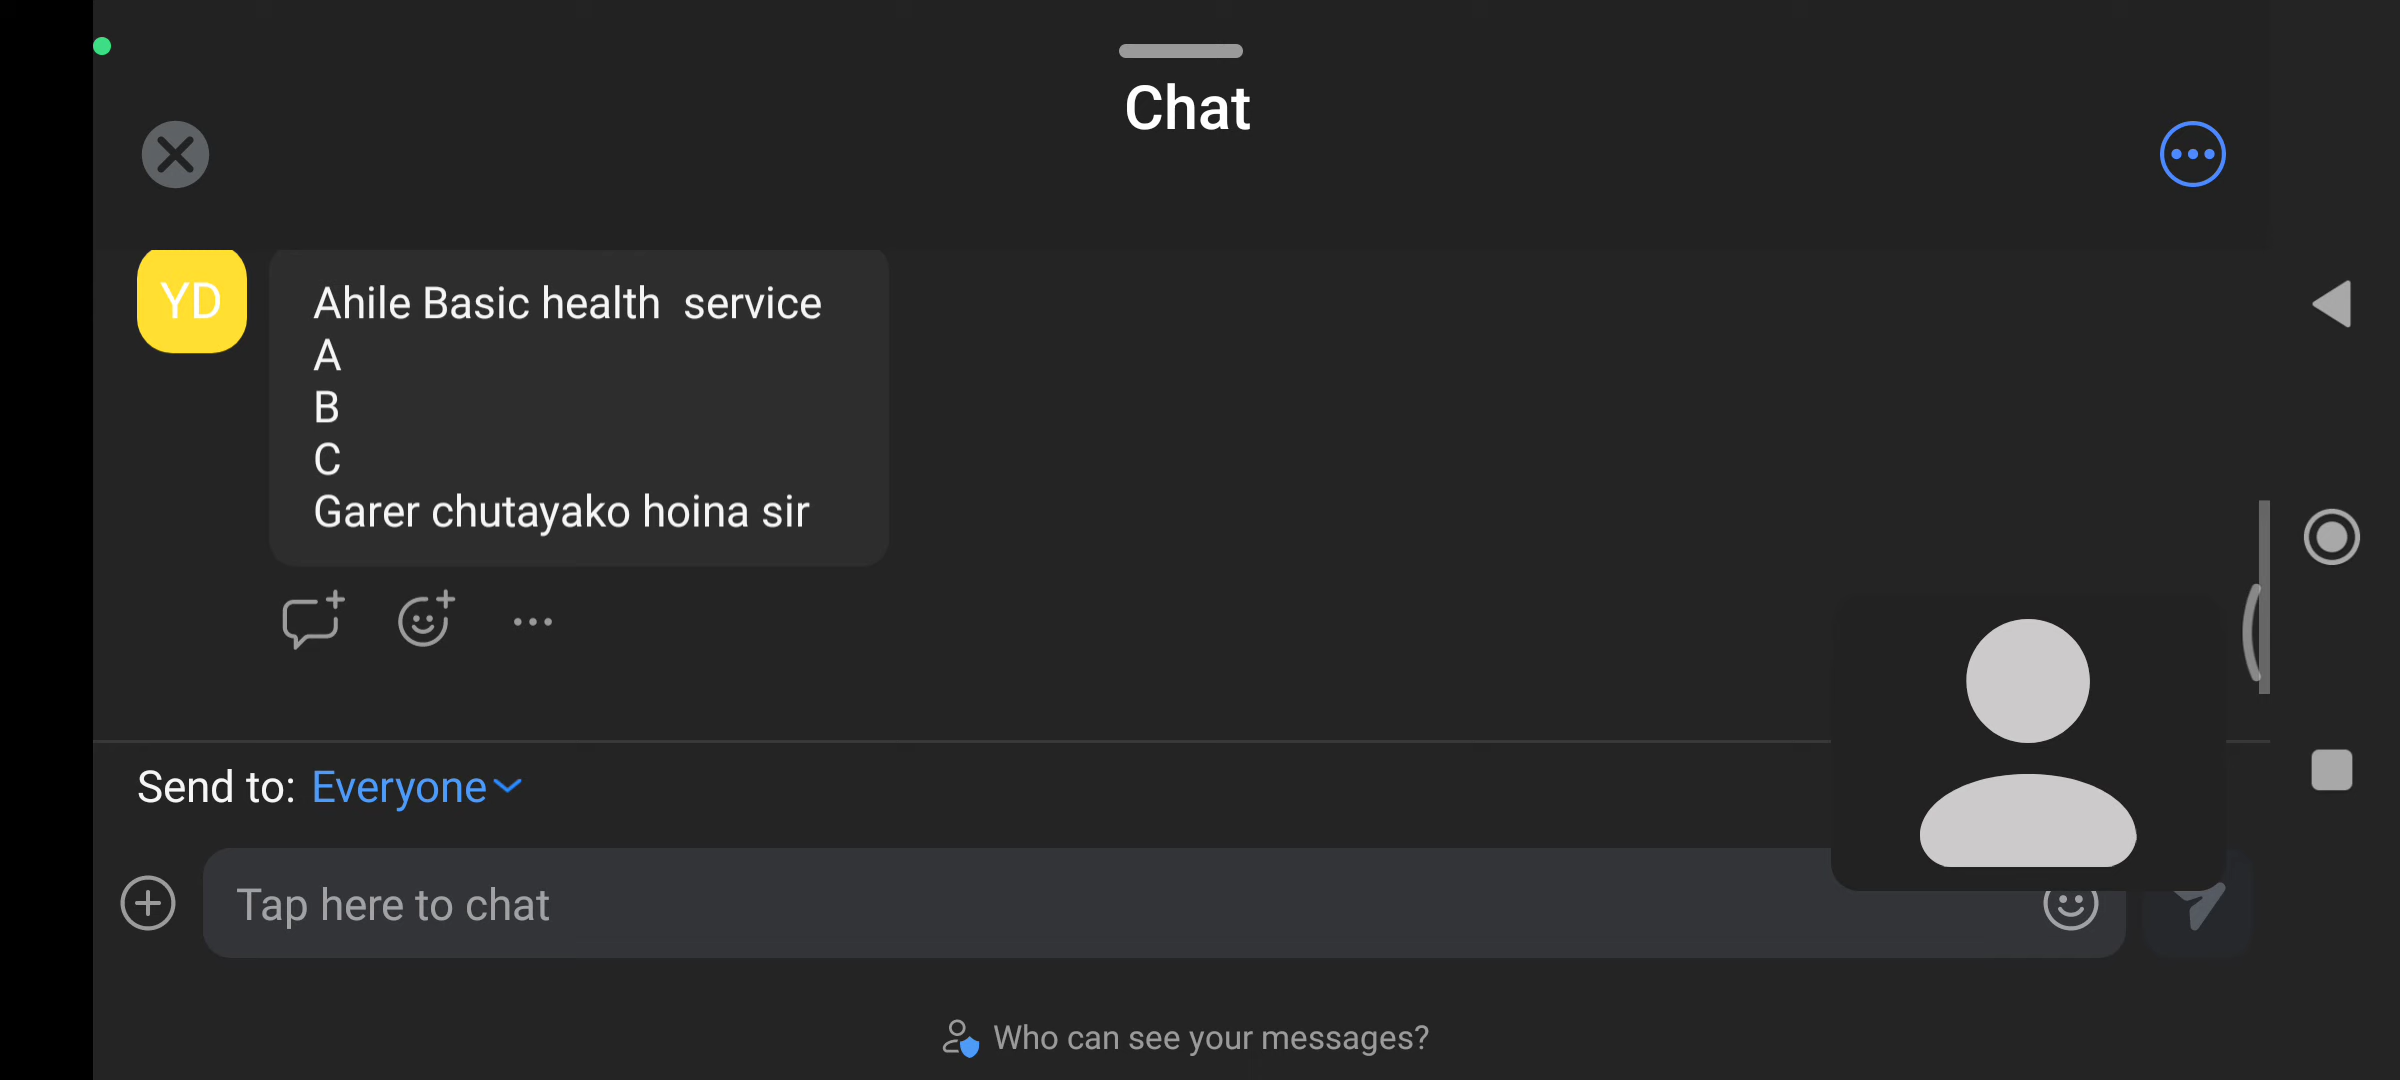 Chat
YD
Ahile Basic health  service
A
B
C
Garer chutayako hoina sir
Send to: Everyone
Tap here to chat
Who can see your messages?